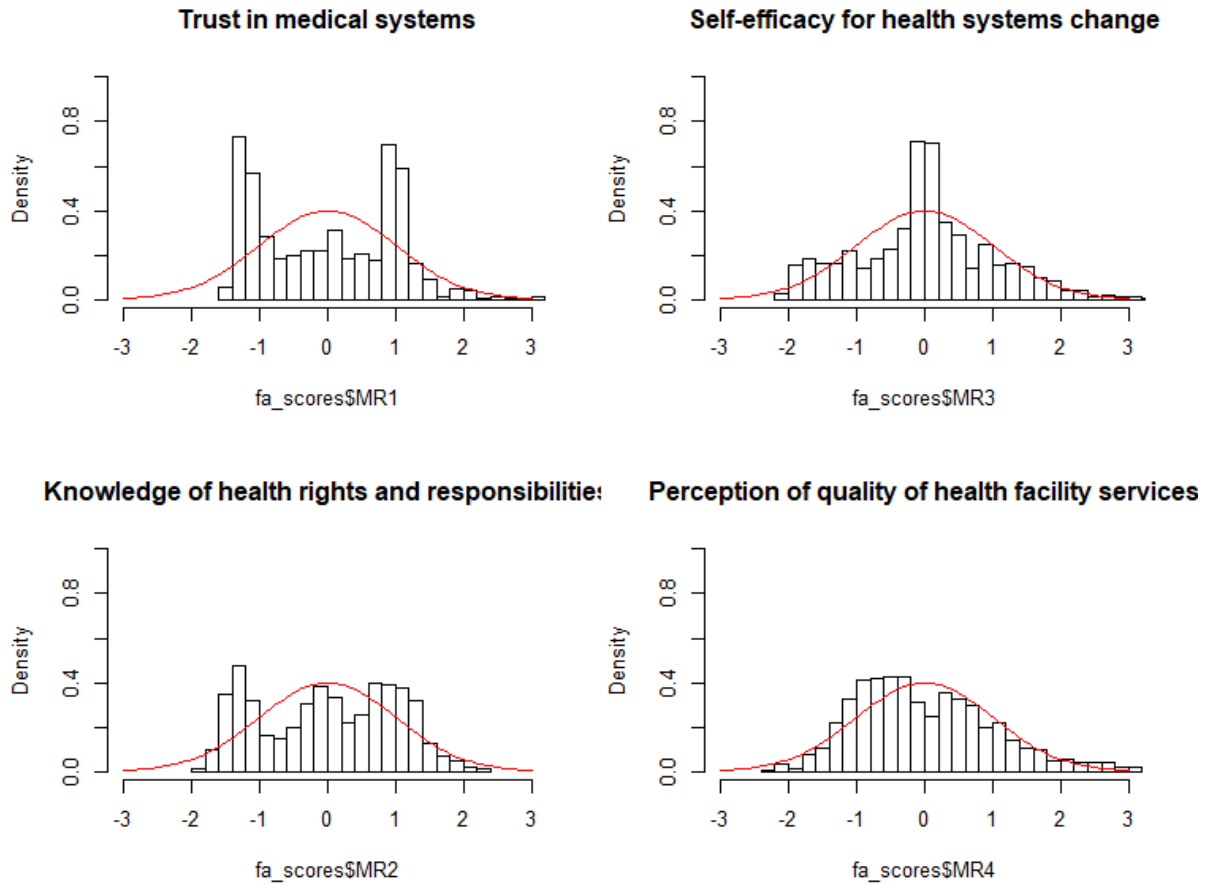 Trust in medical systems
Density
0.0 0.4 0.8
-3 -2 -1 0 1 2 3
fa_scores$MR1
Self-efficacy for health systems change
Density
0.0 0.4 0.8
-3 -2 -1 0 1 2 3
fa_scores$MR3
Knowledge of health rights and responsibilities
Density
0.0 0.4 0.8
-3 -2 -1 0 1 2 3
fa_scores$MR2
Perception of quality of health facility services
Density
0.0 0.4 0.8
-3 -2 -1 0 1 2 3
fa_scores$MR4